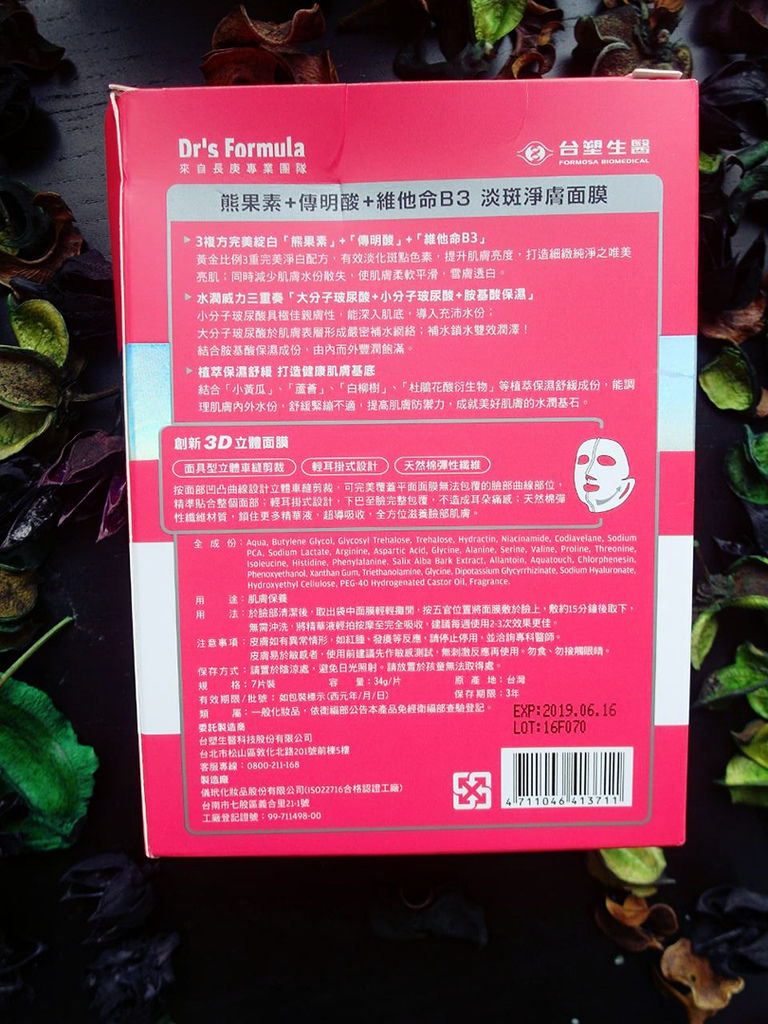 Dr's Formula
來自長庚專業團隊
台塑生醫
FORMOSA BIOMEDICAL
熊果素+傳明酸+維他命B3 淡斑淨膚面膜
3複方完美綻白「熊果素」+「傳明酸」+「維他命B3」
黃金比例3重完美淨白配方，有效淡化斑點色素，提升肌膚亮度，打造細緻純淨之唯美
亮肌；同時減少肌膚水份散失，使肌膚柔軟平滑，雪膚透白。
水潤威力三重奏「大分子玻尿酸+小分子玻尿酸+胺基酸保濕」
小分子玻尿酸具極佳親膚性，能深入肌底，導入充沛水份；
大分子玻尿酸於肌膚表層形成嚴密補水網絡；補水鎖水雙效潤澤！
結合胺基酸保濕成份，由內而外豐潤飽滿。
植萃保濕舒緩 打造健康肌膚基底
結合「小黃瓜」、「蘆薈」、「白柳樹」、「杜鵑花酸衍生物」等植萃保濕舒緩成份，能調
理肌膚內外水份，舒緩緊繃不適，提高肌膚防禦力，成就美好肌膚的水潤基石。
創新3D立體面膜
面具型立體車縫剪裁 輕耳掛式設計 天然棉彈性纖維
按面部凹凸曲線設計立體車縫剪裁，可完美覆蓋平面面膜無法包覆的臉部曲線部位，
精準貼合整個面部；輕耳掛式設計，下巴至臉完整包覆，不造成耳朵痛感；天然棉彈
性纖維材質，鎖住更多精華液，超導吸收，全方位滋養臉部肌膚。
全成份：Aqua, Butylene Glycol, Glycosyl Trehalose, Trehalose, Hydractin, Niacinamide, Codiavelane, Sodium
PCA, Sodium Lactate, Arginine, Aspartic Acid, Glycine, Alanine, Serine, Valine, Proline, Threonine,
Isoleucine, Histidine, Phenylalanine. Salix Alba Bark Extract, Allantoin, Aquatouch, Chlorphenesin,
Phenoxyethanol, Xanthan Gum, Triethanolamine, Glycine, Dipotassium Glycyrrhizinate, Sodium Hyaluronate,
Hydroxyethyl Cellulose, PEG-40 Hydrogenated Castor Oil, Fragrance.
用途：肌膚保養
用法：於臉部清潔後，取出袋中面膜輕輕攤開，按五官位置將面膜敷於臉上，敷約15分鐘後取下，
無需沖洗，將精華液輕拍按摩至完全吸收，建議每週使用2-3次效果更佳。
注意事項：皮膚如有異常情形，如紅腫、發癢等反應，請停止停用，並洽詢專科醫師。
皮膚易於敏感者，使用前建議先作敏感測試，無刺激反應再使用。勿食、勿接觸眼睛。
保存方式：請置於陰涼處，避免日光照射。請放置於孩童無法取得處。
規格：7片裝 容量：34g/片 原產地：台灣
有效期限/批號：如包裝標示(西元年/月/日) 保存期限：3年
類屬：一般化粧品，依衛福部公告本產品免經衛福部查驗登記。
EXP:2019.06.16
LOT:16F070
委託製造商
台塑生醫科技股份有限公司
台北市松山區敦化北路201號前棟5樓
客服專線：0800-211-168
製造廠
儀玳化妝品股份有限公司(ISO22716合格認證工廠)
台南市七股區義合里21-1號
工廠登記證號：99-711498-00
4 711046 413711